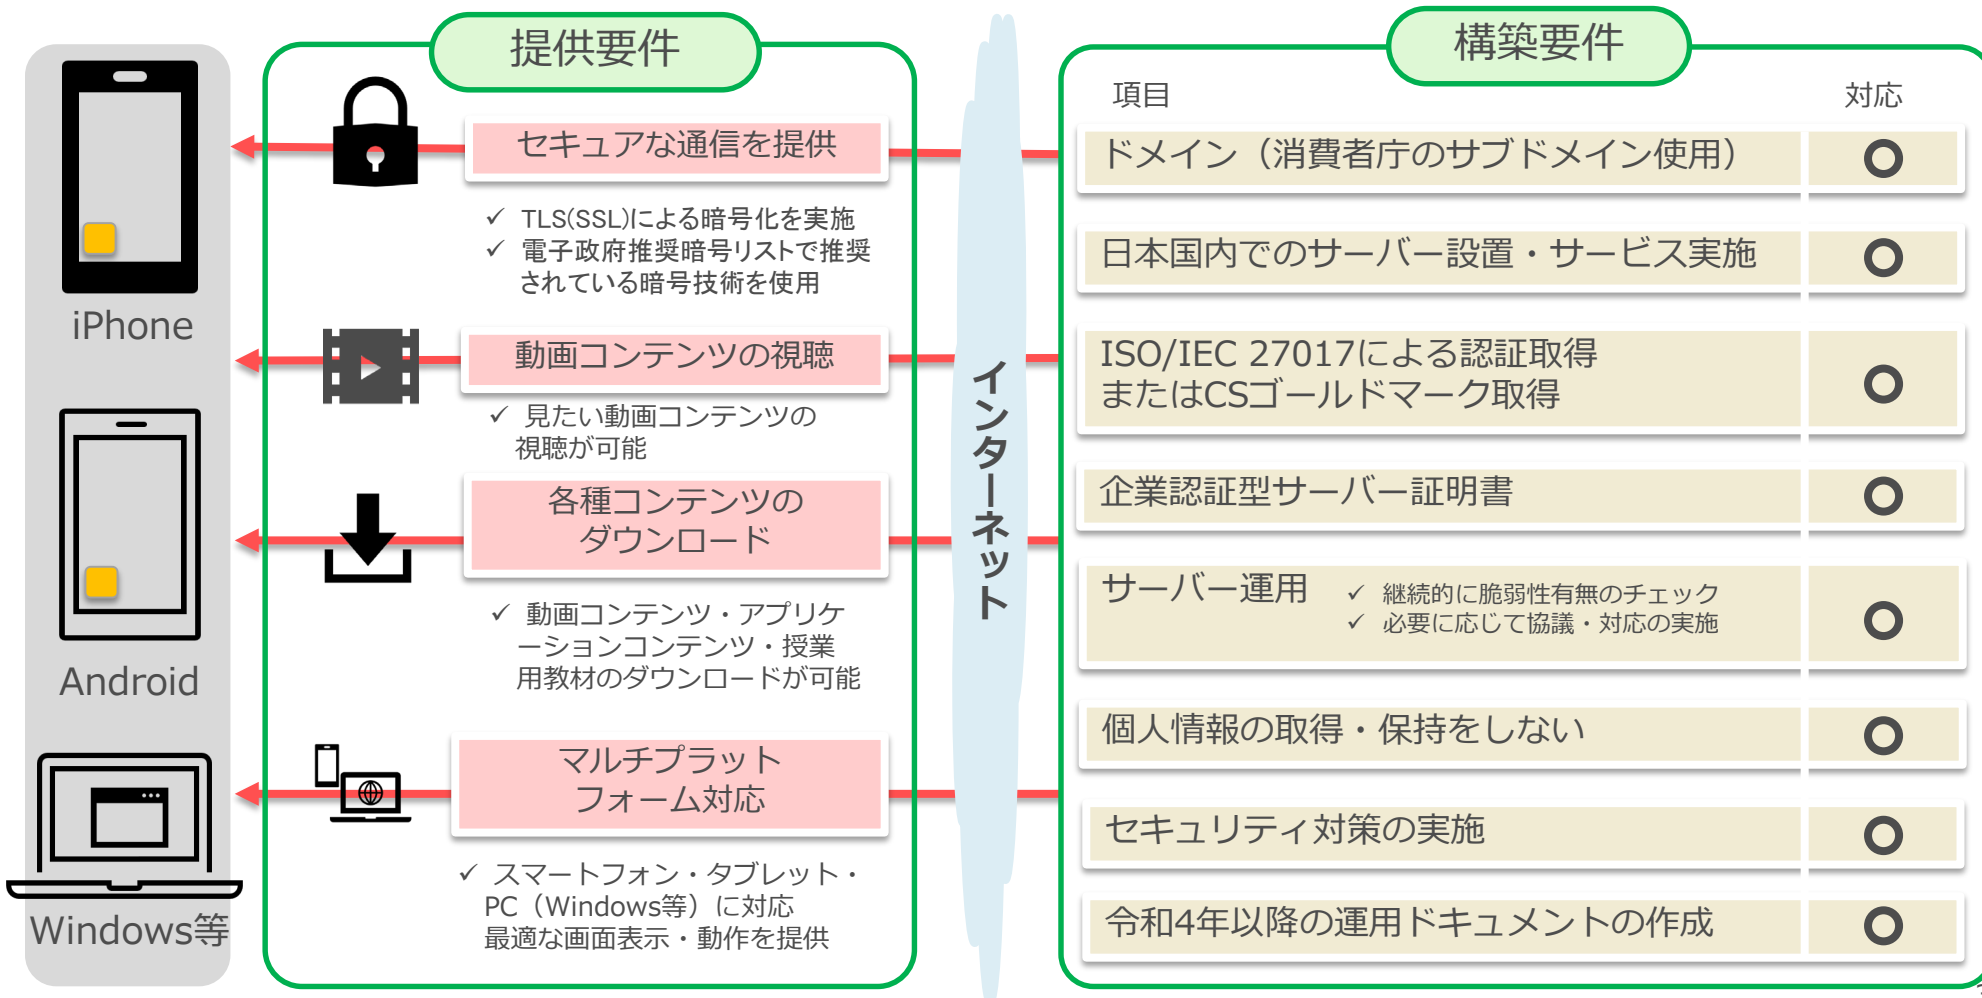 iPhone
Android
Windows等
提供要件
セキュアな通信を提供
✓ TLS(SSL)による暗号化を実施
✓ 電子政府推奨暗号リストで推奨
されている暗号技術を使用
動画コンテンツの視聴
✓ 見たい動画コンテンツの
視聴が可能
各種コンテンツの
ダウンロード
✓ 動画コンテンツ・アプリケ
ーションコンテンツ・授業
用教材のダウンロードが可能
マルチプラット
フォーム対応
✓ スマートフォン・タブレット・
PC（Windows等）に対応
最適な画面表示・動作を提供
インターネット
構築要件
項目 対応
ドメイン（消費者庁のサブドメイン使用） ○
日本国内でのサーバー設置・サービス実施 ○
ISO/IEC 27017による認証取得
またはCSゴールドマーク取得 ○
企業認証型サーバー証明書 ○
サーバー運用 ✓ 継続的に脆弱性有無のチェック
✓ 必要に応じて協議・対応の実施 ○
個人情報の取得・保持をしない ○
セキュリティ対策の実施 ○
令和4年以降の運用ドキュメントの作成 ○